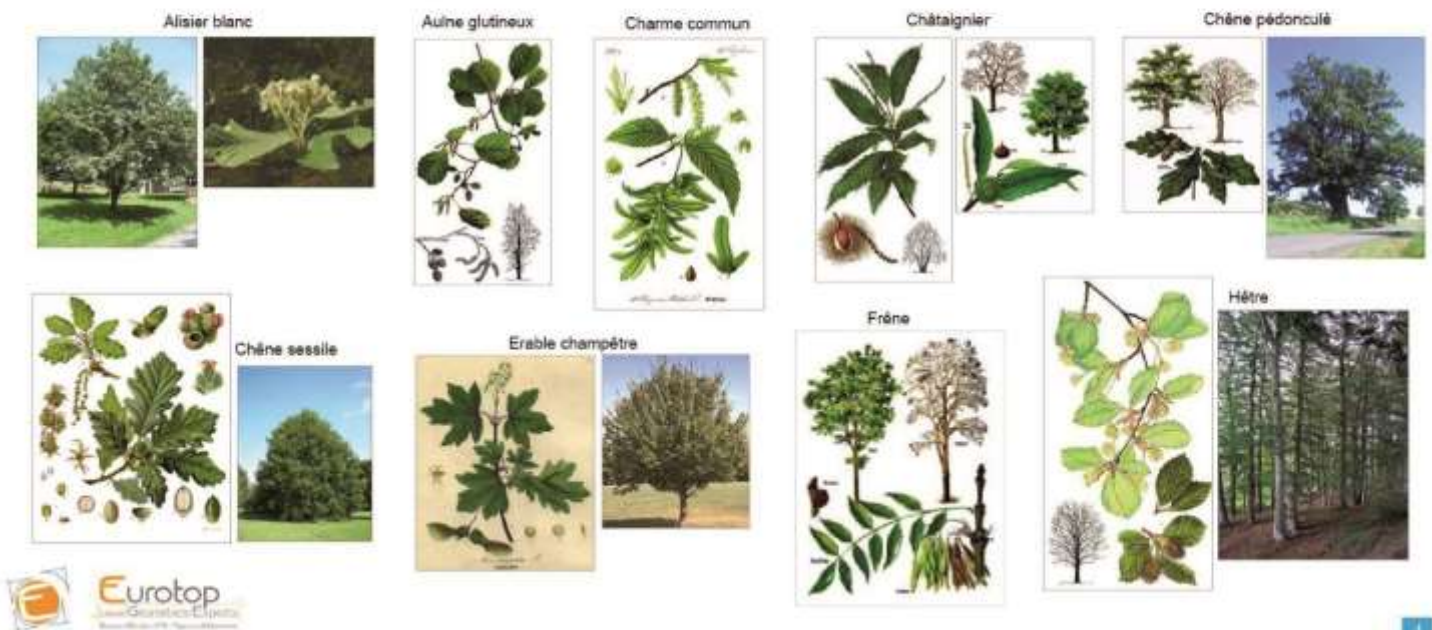 Alisier blanc
Aulne glutineux
Charme commun
Châtaignier
Chêne pédonculé
Chêne sessile
Erable champêtre
Frêne
Hêtre
Eurotop